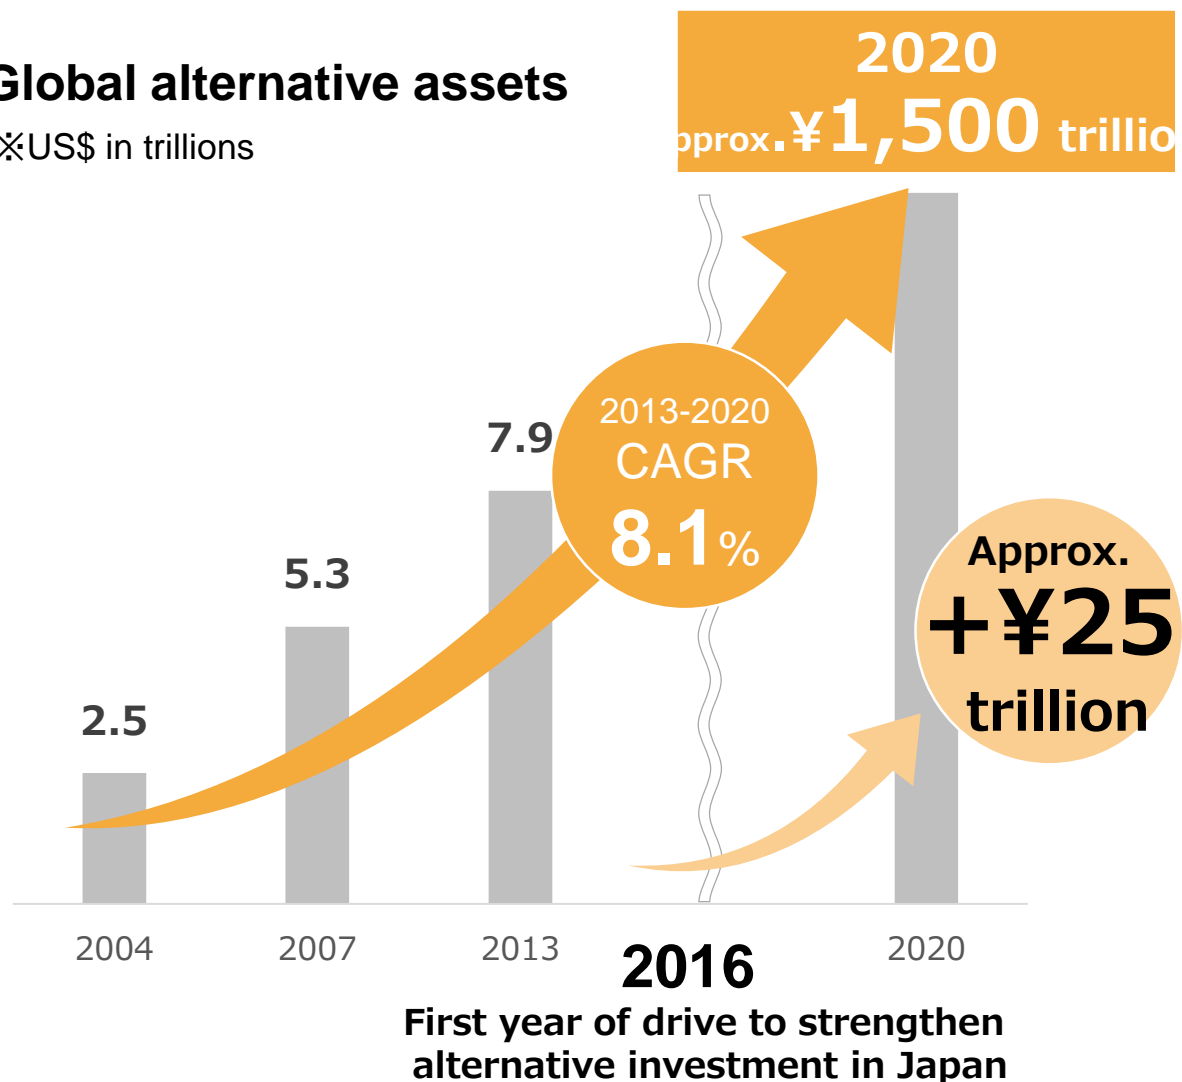 Global alternative assets
※US$ in trillions
2020
pprox.¥1,500 trillio
7.9
2013-2020
CAGR
8.1%
5.3
Approx.
+¥25
trillion
2.5
2004
2007
2013
2016
2020
First year of drive to strengthen
alternative investment in Japan